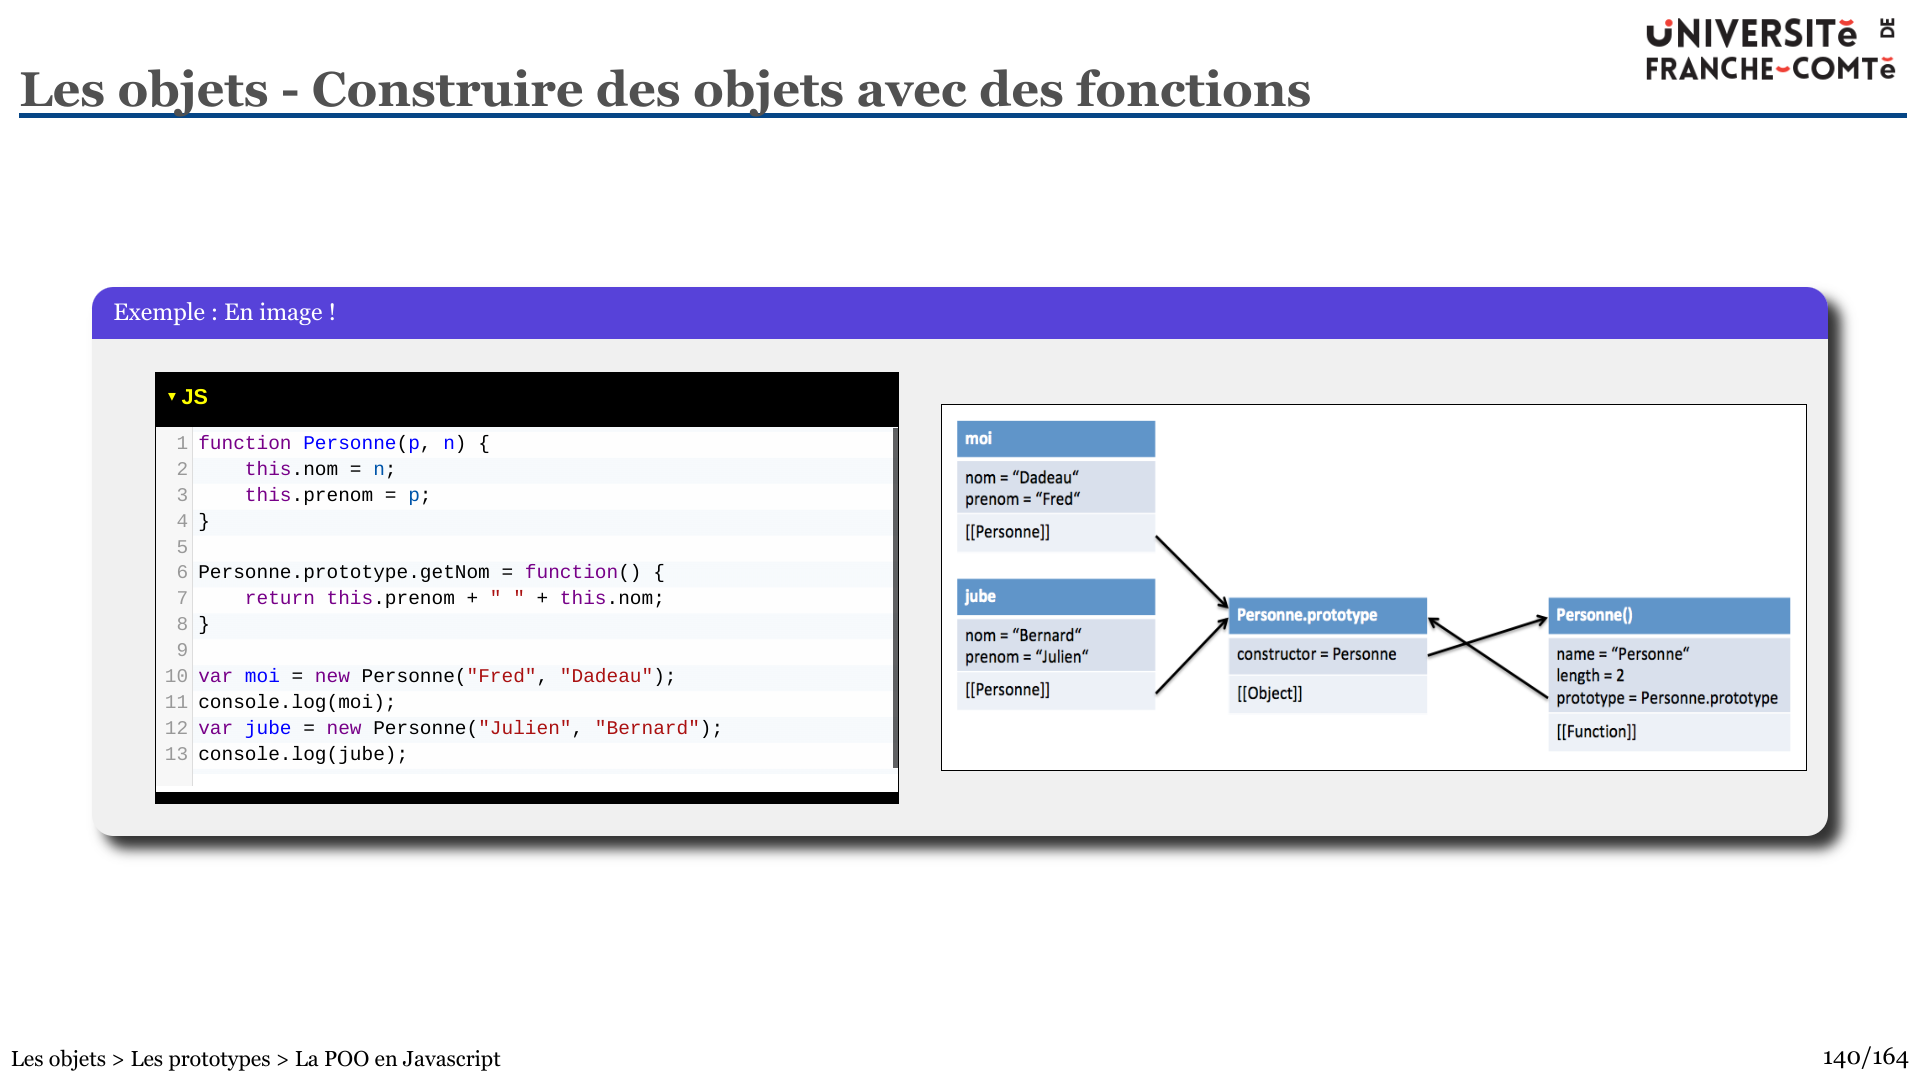 UNIVERSITĕ DE
FRANCHE-COMTĕ
Les objets - Construire des objets avec des fonctions
Exemple : En image !
▾ JS
1 function Personne(p, n) {
2     this.nom = n;
3     this.prenom = p;
4 }
5
6 Personne.prototype.getNom = function() {
7     return this.prenom + " " + this.nom;
8 }
9
10 var moi = new Personne("Fred", "Dadeau");
11 console.log(moi);
12 var jube = new Personne("Julien", "Bernard");
13 console.log(jube);
moi
nom = “Dadeau“
prenom = “Fred“
[[Personne]]
jube
nom = “Bernard“
prenom = “Julien“
[[Personne]]
Personne.prototype
constructor = Personne
[[Object]]
Personne()
name = “Personne“
length = 2
prototype = Personne.prototype
[[Function]]
Les objets > Les prototypes > La POO en Javascript
140/164